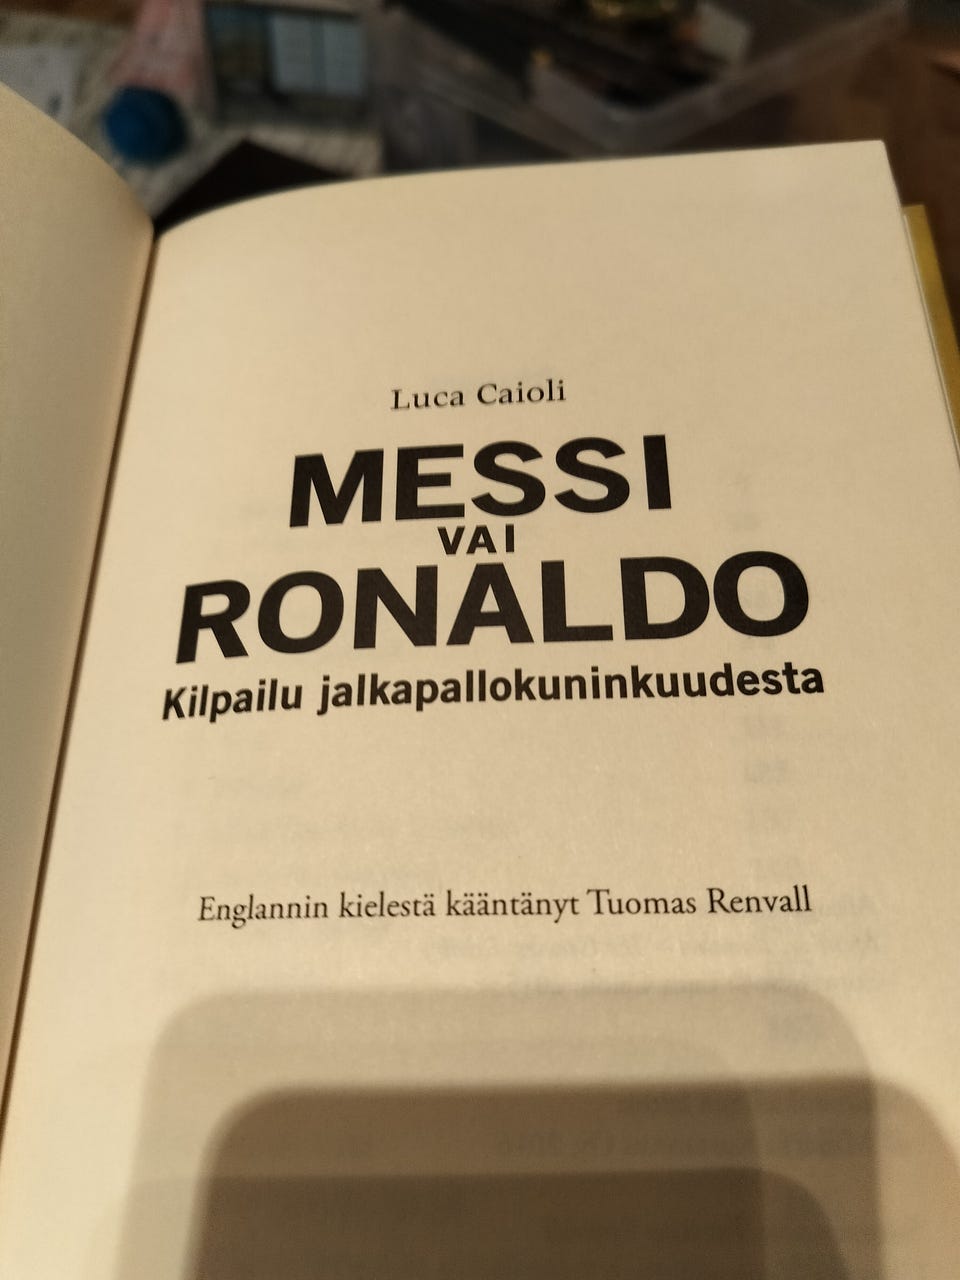 Luca Caioli
MESSI
VAI
RONALDO
Kilpailu jalkapallokuninkuudesta
Englannin kielestä kääntänyt Tuomas Renvall